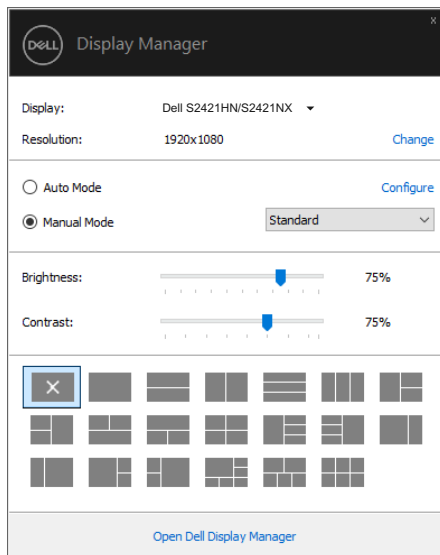 x
DELL Display Manager
Display: Dell S2421HN/S2421NX
Resolution: 1920x1080 Change
Auto Mode Configure
Manual Mode Standard
Brightness: 75%
Contrast: 75%
Open Dell Display Manager